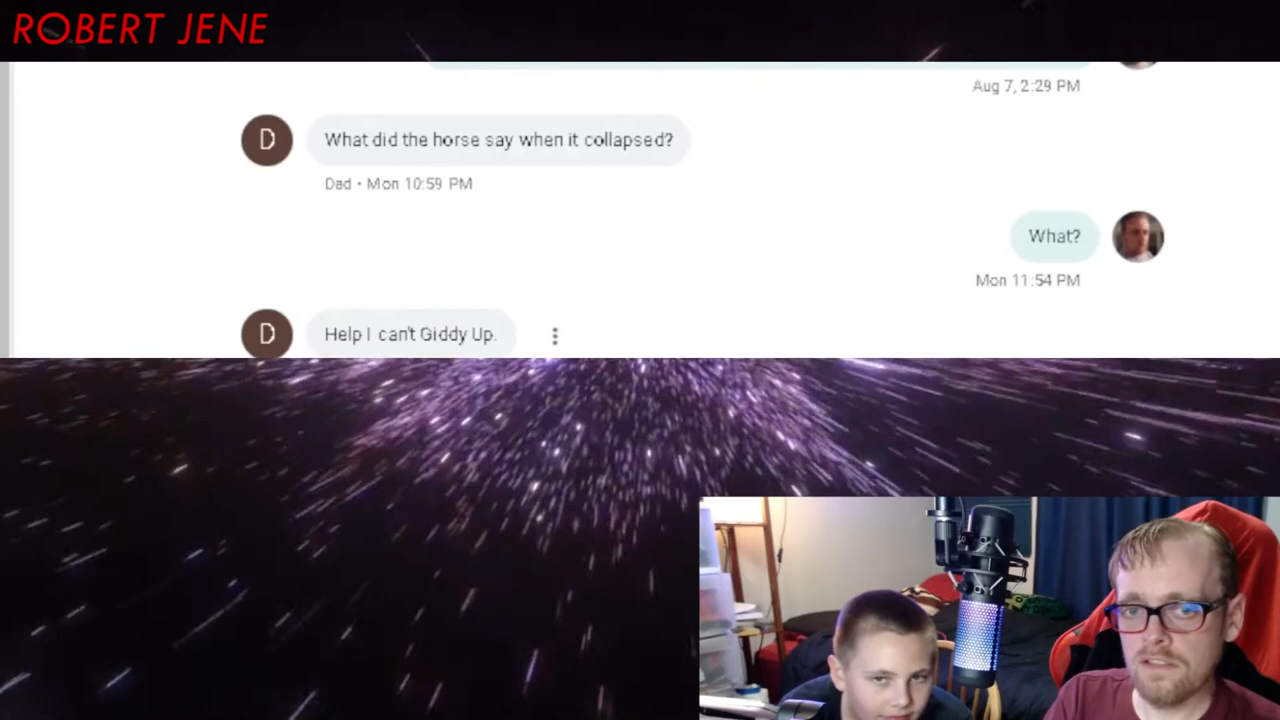 ROBERT JENE
Aug 7, 2:29 PM
D
What did the horse say when it collapsed?
Dad • Mon 10:59 PM
What?
Mon 11:54 PM
D
Help I can't Giddy Up.